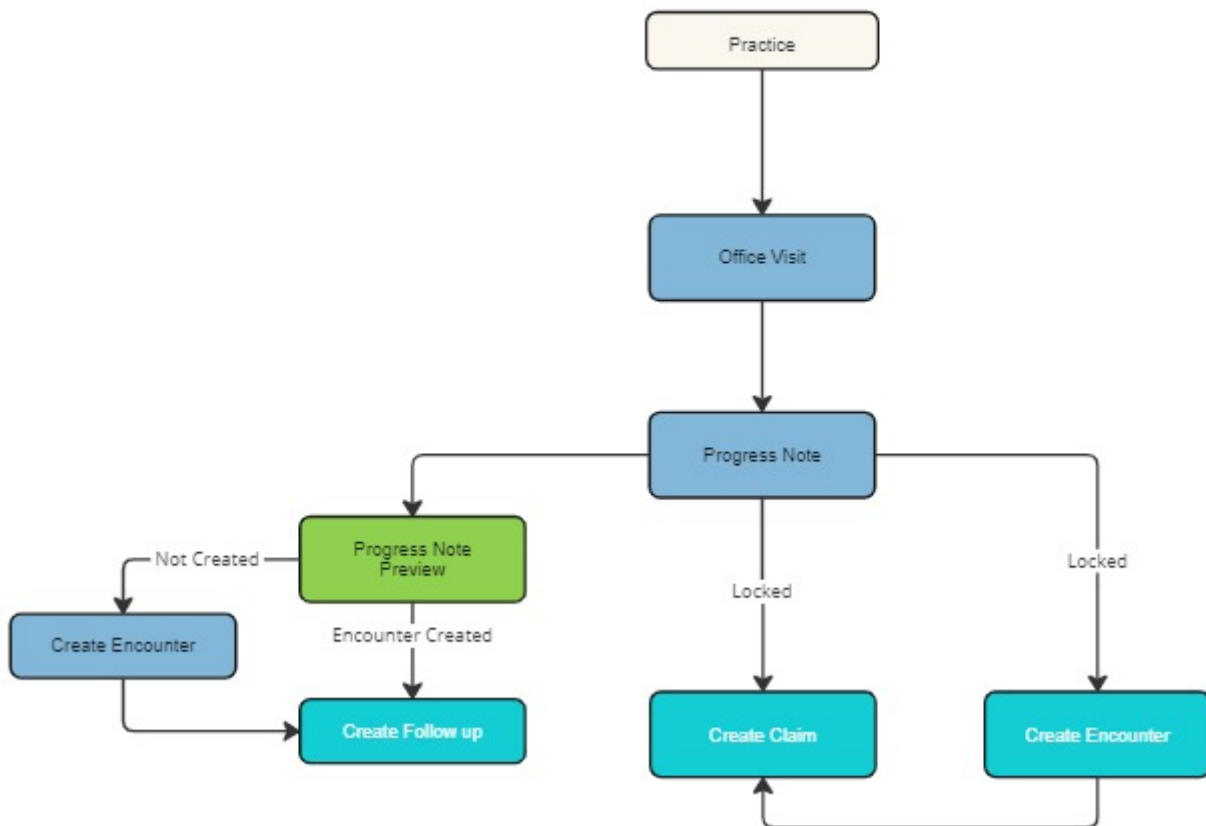 Practice
Office Visit
Progress Note
Progress Note
Preview
Not Created
Locked
Locked
Encounter Created
Create Encounter
Create Follow up
Create Claim
Create Encounter